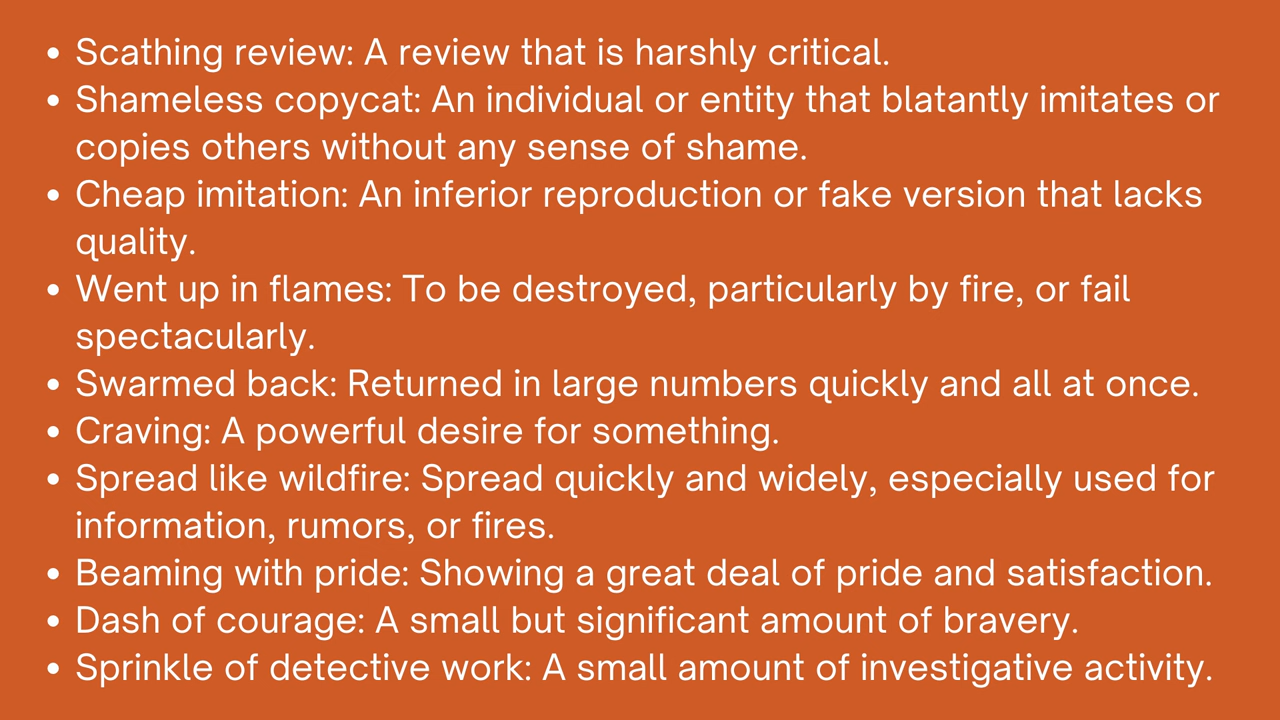 • Scathing review: A review that is harshly critical.
• Shameless copycat: An individual or entity that blatantly imitates or
copies others without any sense of shame.
• Cheap imitation: An inferior reproduction or fake version that lacks
quality.
• Went up in flames: To be destroyed, particularly by fire, or fail
spectacularly.
• Swarmed back: Returned in large numbers quickly and all at once.
• Craving: A powerful desire for something.
• Spread like wildfire: Spread quickly and widely, especially used for
information, rumors, or fires.
• Beaming with pride: Showing a great deal of pride and satisfaction.
• Dash of courage: A small but significant amount of bravery.
• Sprinkle of detective work: A small amount of investigative activity.